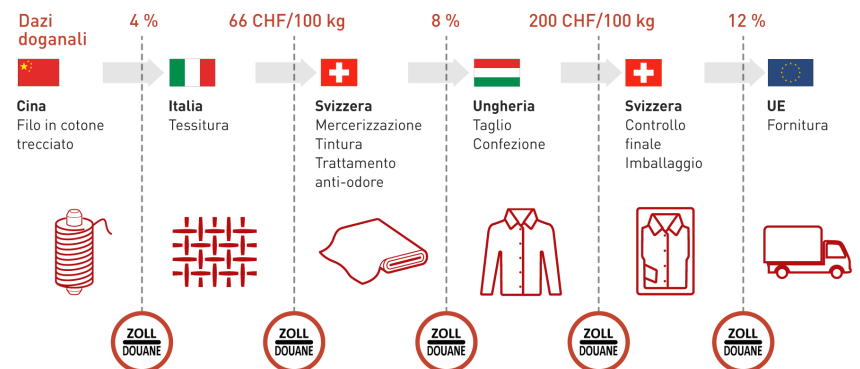 Dazi
doganali
4 %
66 CHF/100 kg
8 %
200 CHF/100 kg
12 %
Cina
Filo in cotone
trecciato
Italia
Tessitura
Svizzera
Mercerizzazione
Tintura
Trattamento
anti-odore
Ungheria
Taglio
Confezione
Svizzera
Controllo
finale
Imballaggio
UE
Fornitura
ZOLL
DOUANE
ZOLL
DOUANE
ZOLL
DOUANE
ZOLL
DOUANE
ZOLL
DOUANE